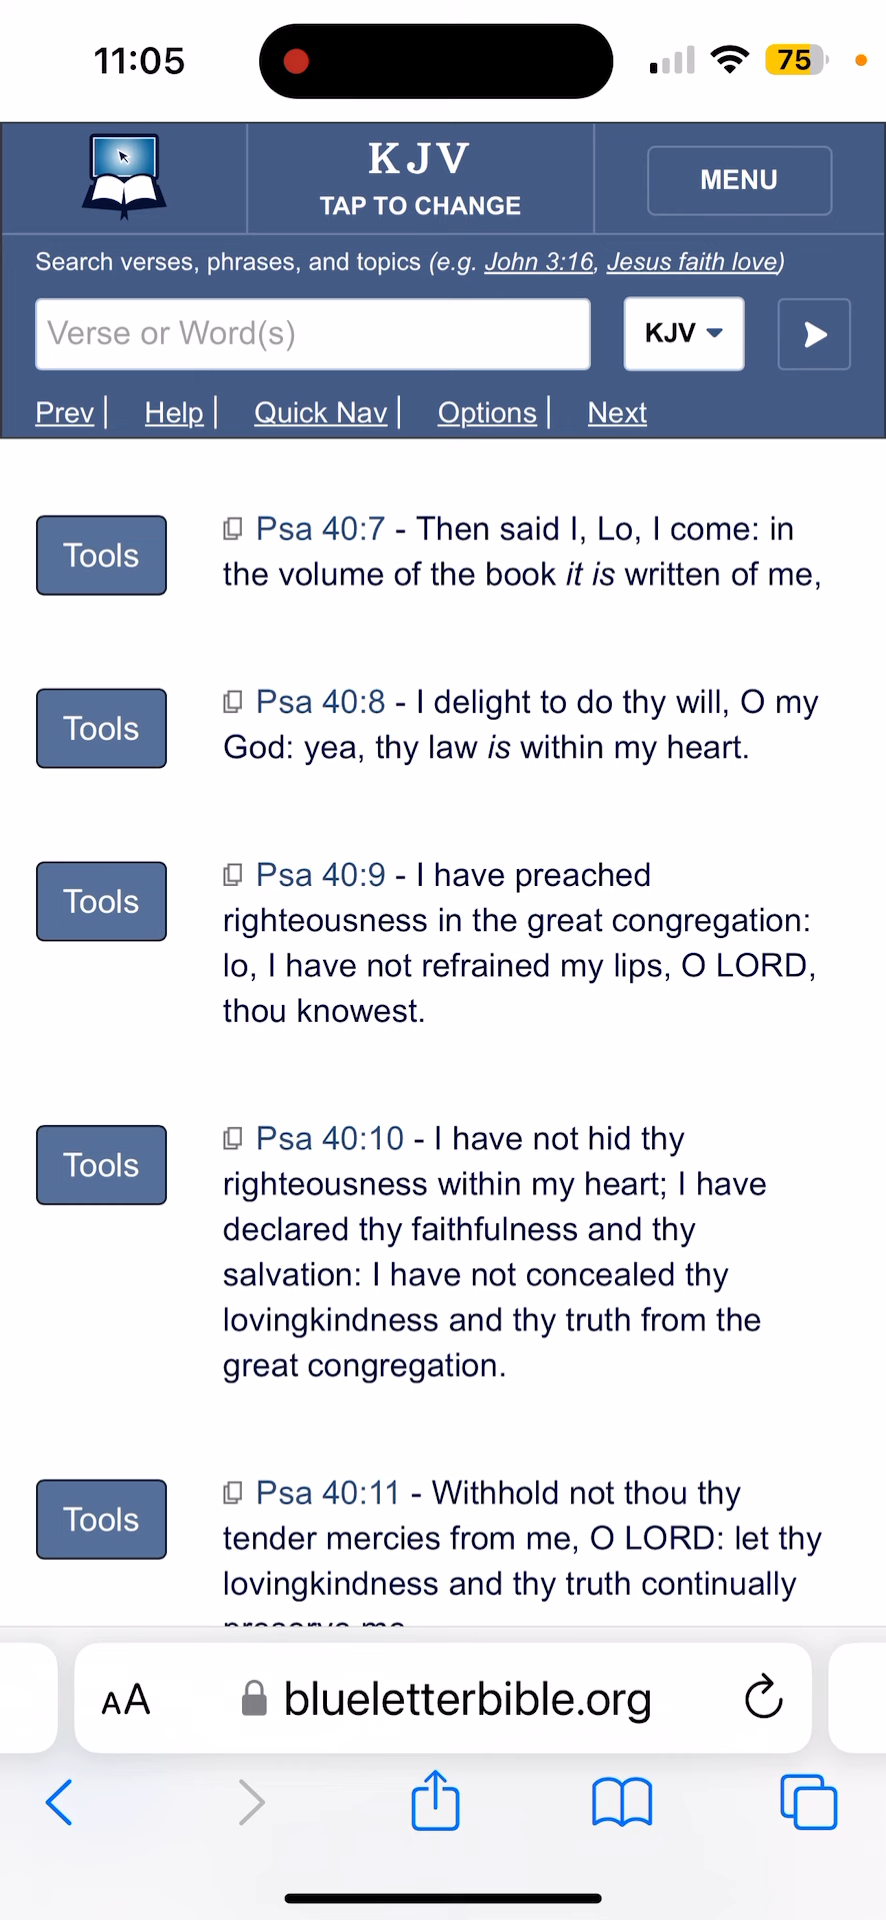 11:05
75
KJV
TAP TO CHANGE
MENU
Search verses, phrases, and topics (e.g. John 3:16, Jesus faith love)
Verse or Word(s)
KJV
Prev | Help | Quick Nav | Options | Next
Tools
Psa 40:7 - Then said I, Lo, I come: in
the volume of the book it is written of me,
Tools
Psa 40:8 - I delight to do thy will, O my
God: yea, thy law is within my heart.
Tools
Psa 40:9 - I have preached
righteousness in the great congregation:
lo, I have not refrained my lips, O LORD,
thou knowest.
Tools
Psa 40:10 - I have not hid thy
righteousness within my heart; I have
declared thy faithfulness and thy
salvation: I have not concealed thy
lovingkindness and thy truth from the
great congregation.
Tools
Psa 40:11 - Withhold not thou thy
tender mercies from me, O LORD: let thy
lovingkindness and thy truth continually
preserve me.
AA
blueletterbible.org